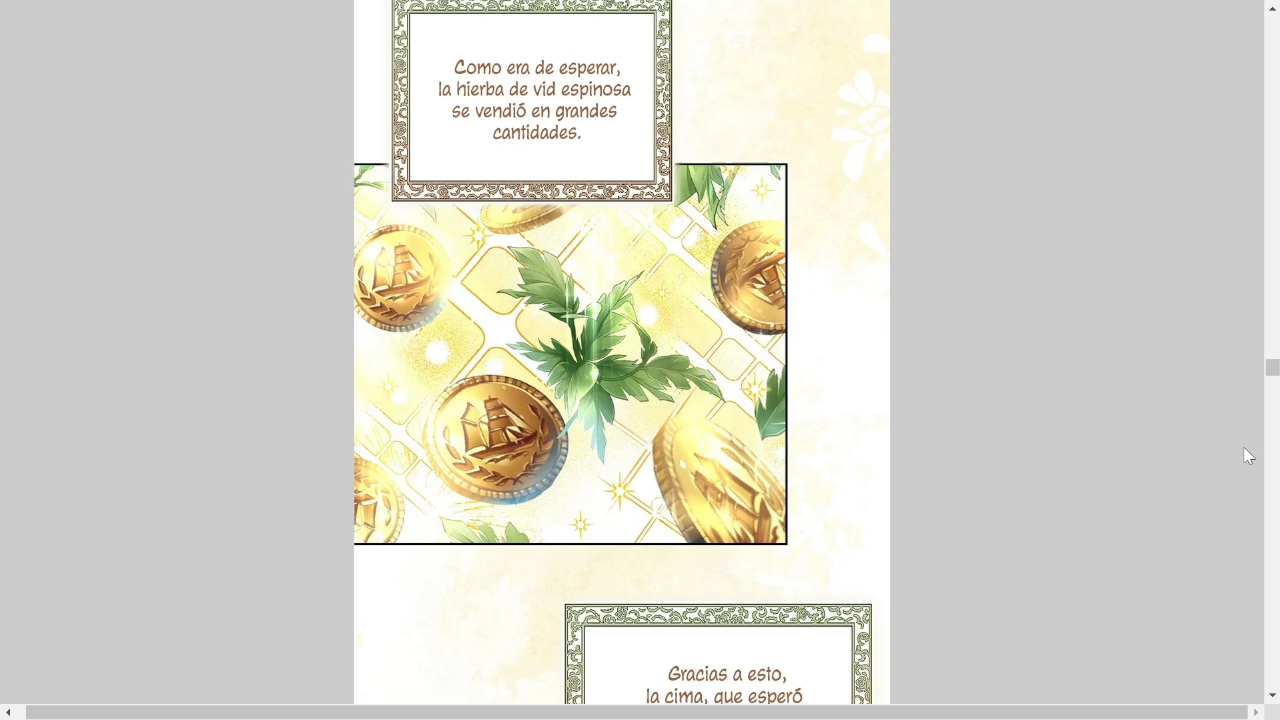 Como era de esperar,
la hierba de vid espinosa
se vendió en grandes
cantidades.
Gracias a esto,
la cima, que esperó